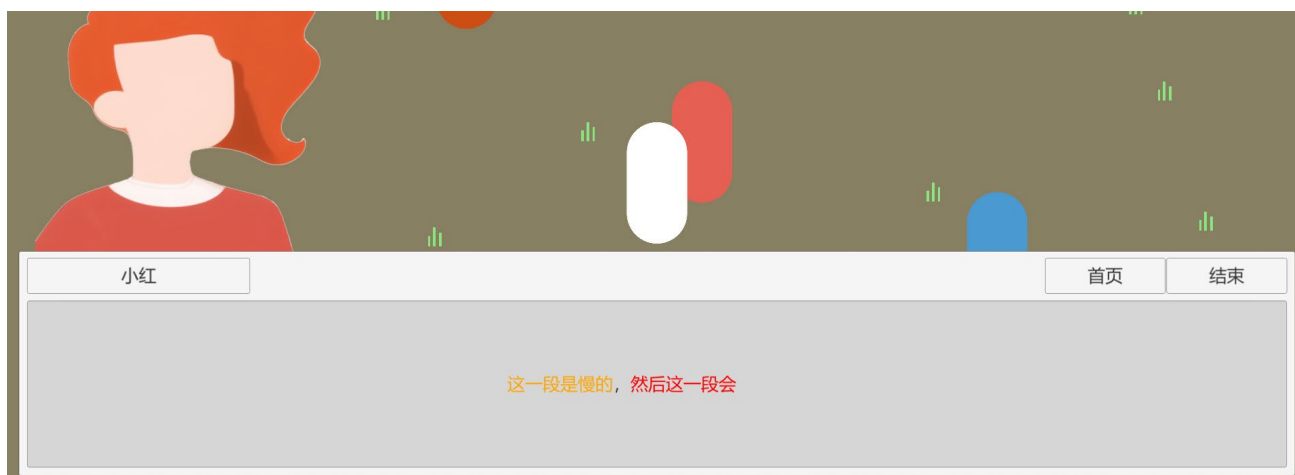 小红
首页
结束
这一段是慢的，然后这一段会